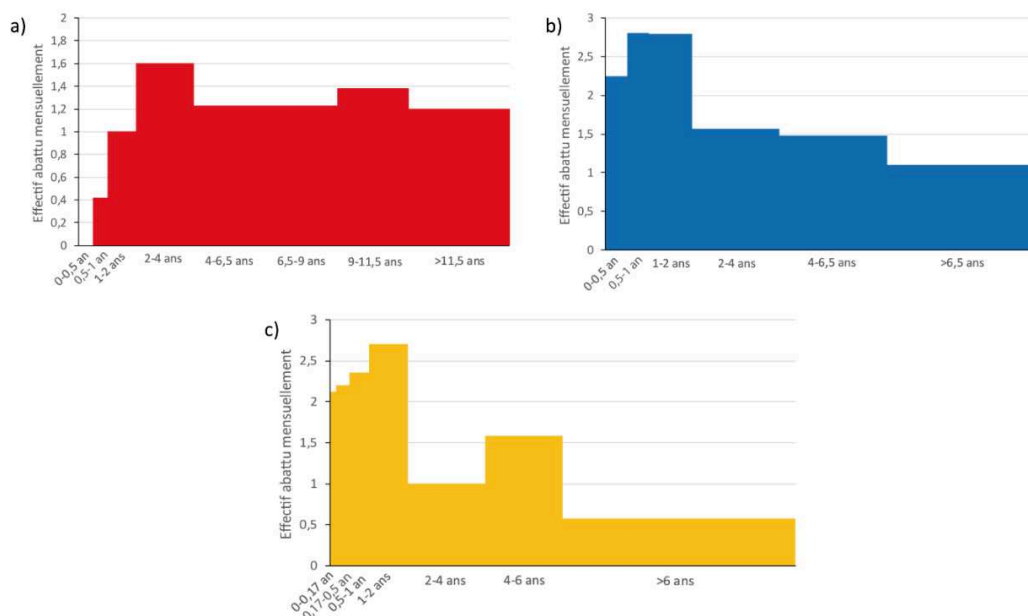 a)
Effectif abattu mensuellement
2
1,8
1,6
1,4
1,2
1
0,8
0,6
0,4
0,2
0
0-0,5 an
0,5-1 an
1-2 ans
2-4 ans
4-6,5 ans
6,5-9 ans
9-11,5 ans
>11,5 ans
b)
Effectif abattu mensuellement
3
2,5
2
1,5
1
0,5
0
0-0,5 an
0,5-1 an
1-2 ans
2-4 ans
4-6,5 ans
>6,5 ans
c)
Effectif abattu mensuellement
3
2,5
2
1,5
1
0,5
0
0-0,17 an
0,17-0,5 an
0,5-1 an
1-2 ans
2-4 ans
4-6 ans
>6 ans